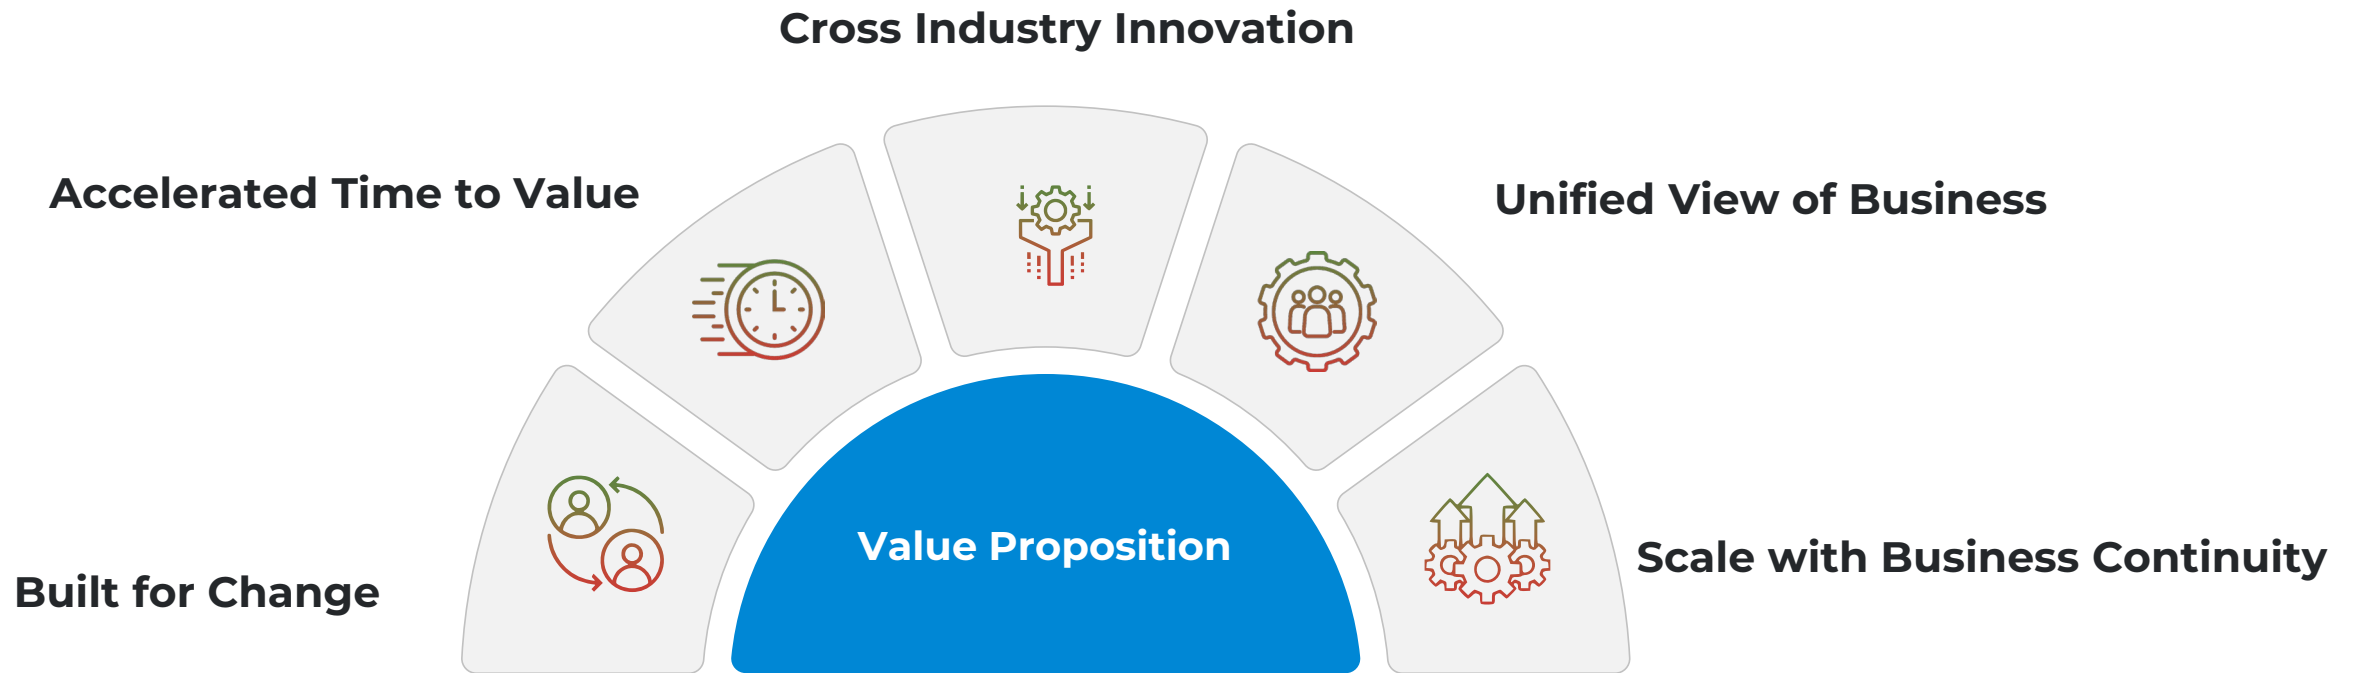 Cross Industry Innovation
Accelerated Time to Value
Unified View of Business
Value Proposition
Scale with Business Continuity
Built for Change